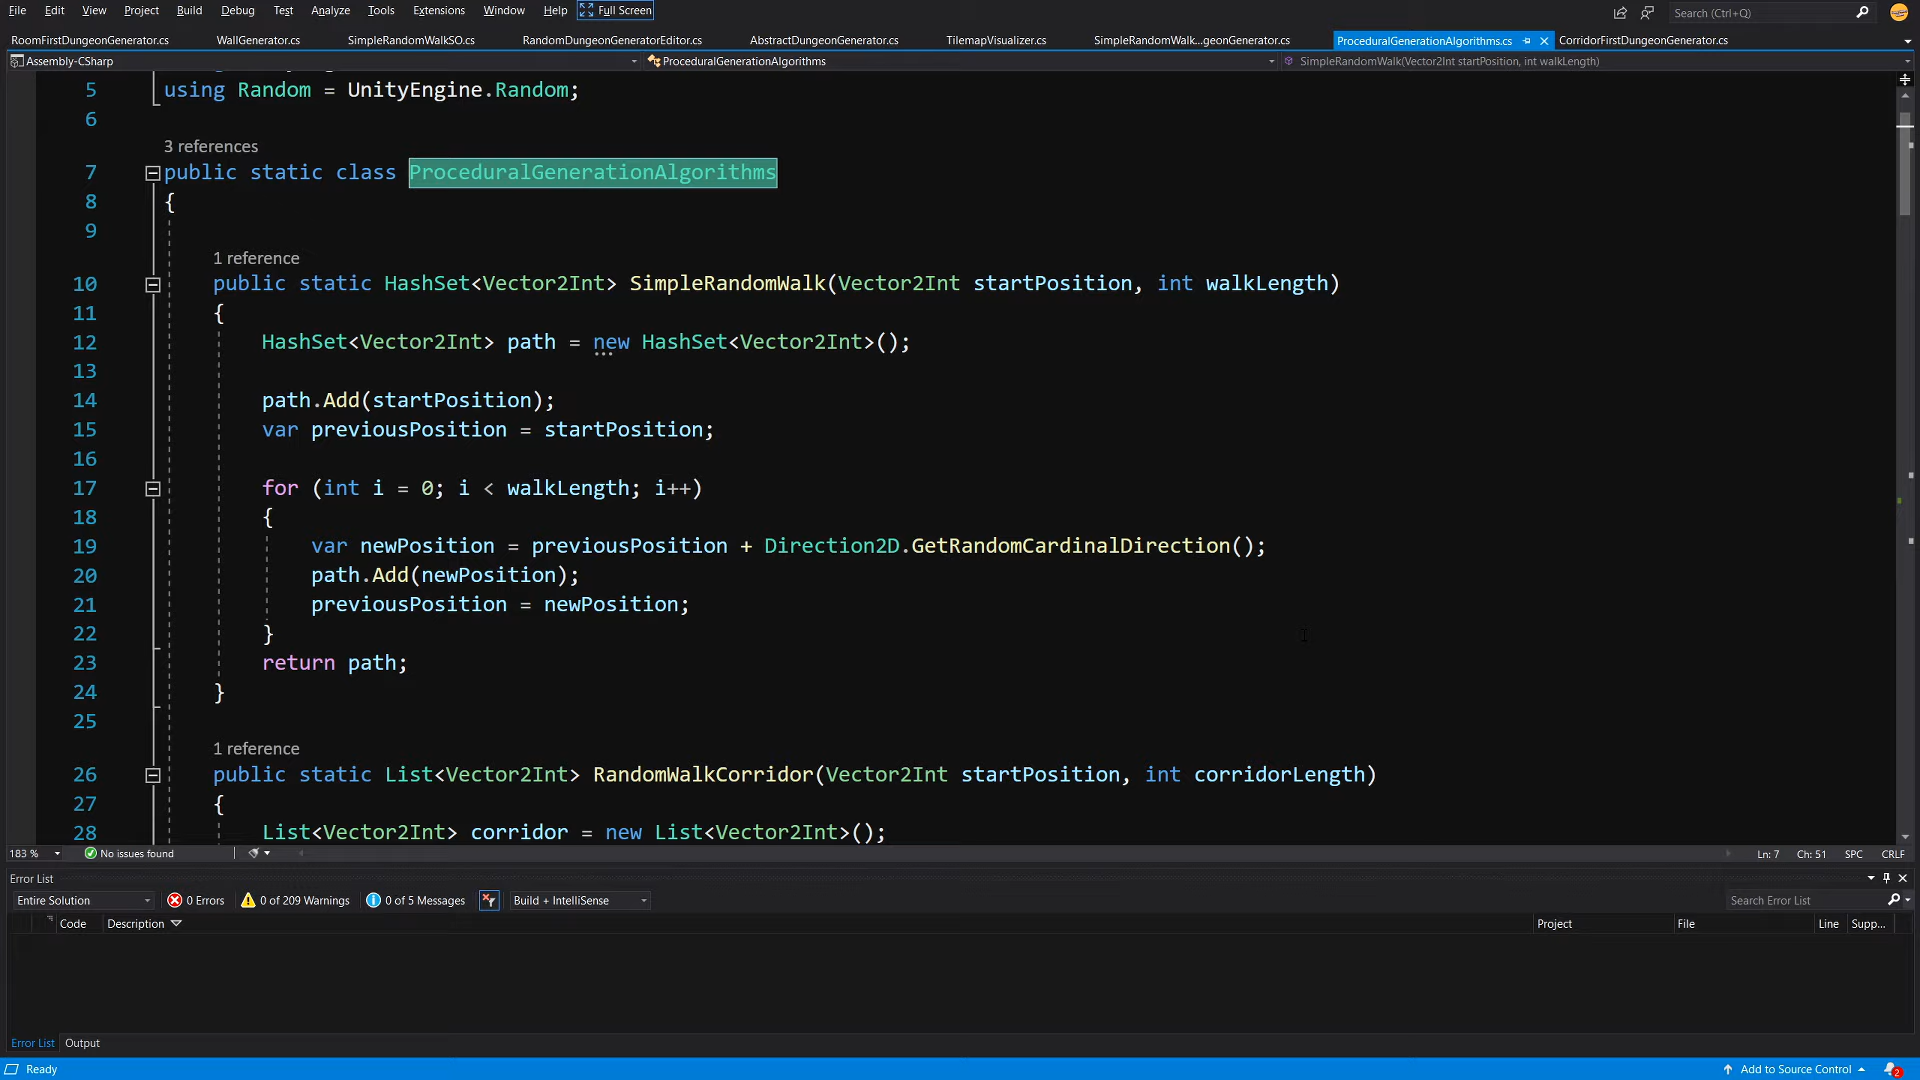 File Edit View Project Build Debug Test Analyze Tools Extensions Window Help Full Screen Search (Ctrl+Q)
RoomFirstDungeonGenerator.cs WallGenerator.cs SimpleRandomWalkSO.cs RandomDungeonGeneratorEditor.cs AbstractDungeonGenerator.cs TilemapVisualizer.cs SimpleRandomWalk...geonGenerator.cs ProceduralGenerationAlgorithms.cs CorridorFirstDungeonGenerator.cs
Assembly-CSharp ProceduralGenerationAlgorithms SimpleRandomWalk(Vector2Int startPosition, int walkLength)
5 using Random = UnityEngine.Random;
6
3 references
7 public static class ProceduralGenerationAlgorithms
8 {
9
1 reference
10 public static HashSet<Vector2Int> SimpleRandomWalk(Vector2Int startPosition, int walkLength)
11 {
12 HashSet<Vector2Int> path = new HashSet<Vector2Int>();
13
14 path.Add(startPosition);
15 var previousPosition = startPosition;
16
17 for (int i = 0; i < walkLength; i++)
18 {
19 var newPosition = previousPosition + Direction2D.GetRandomCardinalDirection();
20 path.Add(newPosition);
21 previousPosition = newPosition;
22 }
23 return path;
24 }
25
1 reference
26 public static List<Vector2Int> RandomWalkCorridor(Vector2Int startPosition, int corridorLength)
27 {
28 List<Vector2Int> corridor = new List<Vector2Int>();
183 % No issues found Ln: 7 Ch: 51 SPC CRLF
Error List
Entire Solution 0 Errors 0 of 209 Warnings 0 of 5 Messages Build + IntelliSense Search Error List
Code Description Project File Line Supp...
Error List Output
Ready Add to Source Control 2